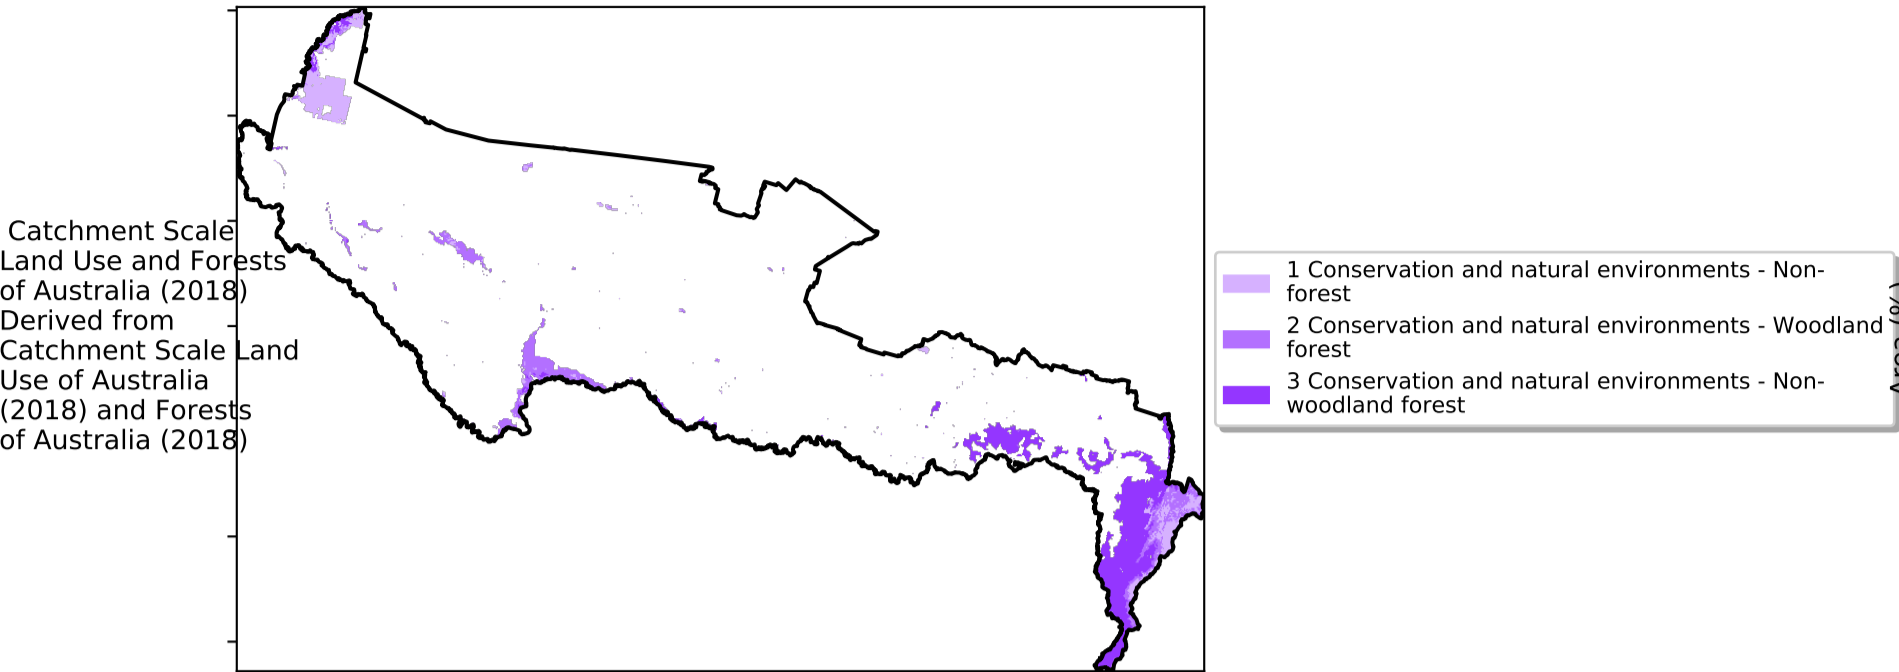 Catchment Scale
Land Use and Forests
of Australia (2018)
Derived from
Catchment Scale Land
Use of Australia
(2018) and Forests
of Australia (2018)
1 Conservation and natural environments - Non-
forest
2 Conservation and natural environments - Woodland
forest
3 Conservation and natural environments - Non-
woodland forest